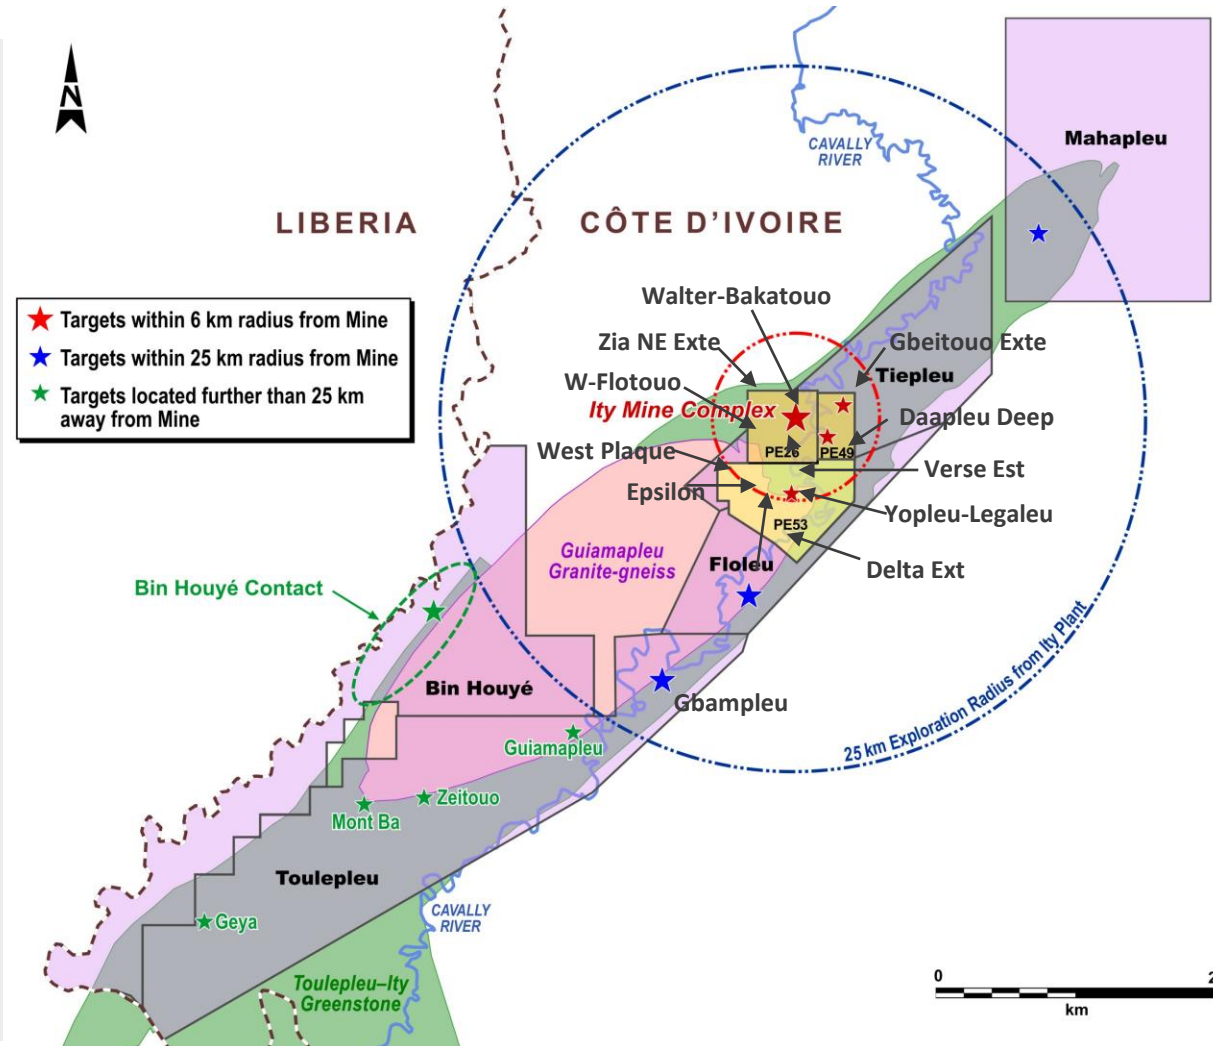 N
CAVALLY
RIVER
Mahapleu
LIBERIA
CÔTE D'IVOIRE
Targets within 6 km radius from Mine
Targets within 25 km radius from Mine
Targets located further than 25 km
away from Mine
Walter-Bakatouo
Zia NE Exte
Gbeitouo Exte
W-Flotouo
Tiepleu
Ity Mine Complex
Daapleu Deep
West Plaque
PE26
PE49
Verse Est
Epsilon
Yopleu-Legaleu
PE53
Guiamapleu
Granite-gneiss
Floleu
Delta Ext
Bin Houyé Contact
25 km Exploration Radius from Ity Plant
Bin Houyé
Gbampleu
Guiamapleu
Zeitouo
Mont Ba
Toulepleu
Geya
CAVALLY
RIVER
Toulepleu–Ity
Greenstone
0
2
km